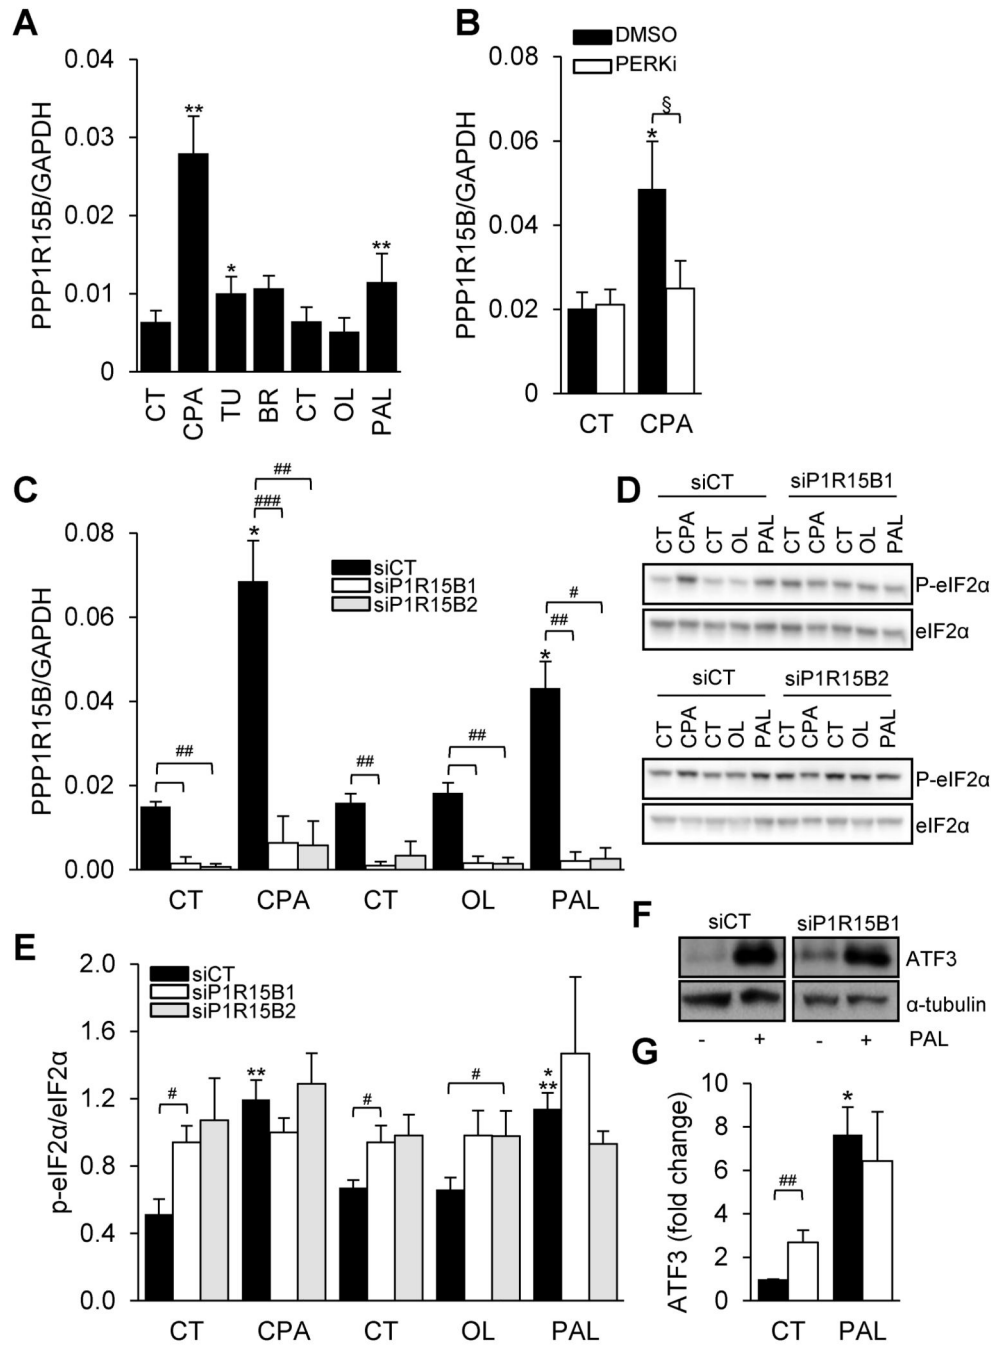 A
PPP1R15B/GAPDH
0.04
0.03
0.02
0.01
0
**
*
**
CT
CPA
TU
BR
CT
OL
PAL
B
DMSO
PERKi
PPP1R15B/GAPDH
0.08
0.06
0.04
0.02
0
*
§
CT
CPA
C
PPP1R15B/GAPDH
0.08
0.06
0.04
0.02
0.00
siCT
siP1R15B1
siP1R15B2
##
##
###
*
##
##
#
##
*
CT
CPA
CT
OL
PAL
D
siCT
siP1R15B1
CT
CPA
CT
OL
PAL
CT
CPA
CT
OL
PAL
P-eIF2α
eIF2α
siCT
siP1R15B2
CT
CPA
CT
OL
PAL
CT
CPA
CT
OL
PAL
P-eIF2α
eIF2α
E
p-eIF2α/eIF2α
2.0
1.6
1.2
0.8
0.4
0.0
siCT
siP1R15B1
siP1R15B2
#
**
#
#
*
**
CT
CPA
CT
OL
PAL
F
siCT
siP1R15B1
ATF3
α-tubulin
- + - + PAL
G
ATF3 (fold change)
10
8
6
4
2
0
##
*
CT
PAL